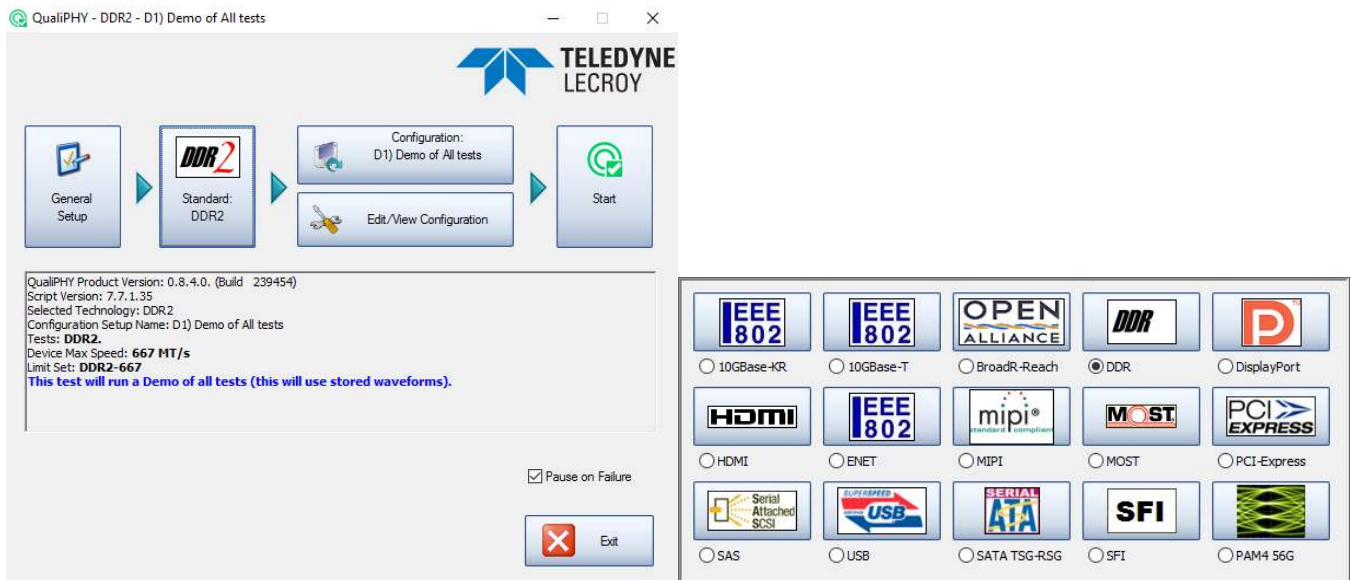 QualiPHY - DDR2 - D1) Demo of All tests
TELEDYNE
LECROY
General
Setup
DDR2
Standard:
DDR2
Configuration:
D1) Demo of All tests
Edit/View Configuration
Start
QualiPHY Product Version: 0.8.4.0. (Build 239454)
Script Version: 7.7.1.35
Selected Technology: DDR2
Configuration Setup Name: D1) Demo of All tests
Tests: DDR2.
Device Max Speed: 667 MT/s
Limit Set: DDR2-667
This test will run a Demo of all tests (this will use stored waveforms).
Pause on Failure
Exit
IEEE
802
IEEE
802
OPEN
ALLIANCE
DDR
10GBase-KR
10GBase-T
BroadR-Reach
DDR
DisplayPort
HDMI
IEEE
802
mipi®
standard compliant
MOST
PCI
EXPRESS
HDMI
ENET
MIPI
MOST
PCI-Express
Serial
Attached
SCSI
SUPERSPEED
CERTIFIED USB
SERIAL
ATA
SFI
SAS
USB
SATA TSG-RSG
SFI
PAM4 56G